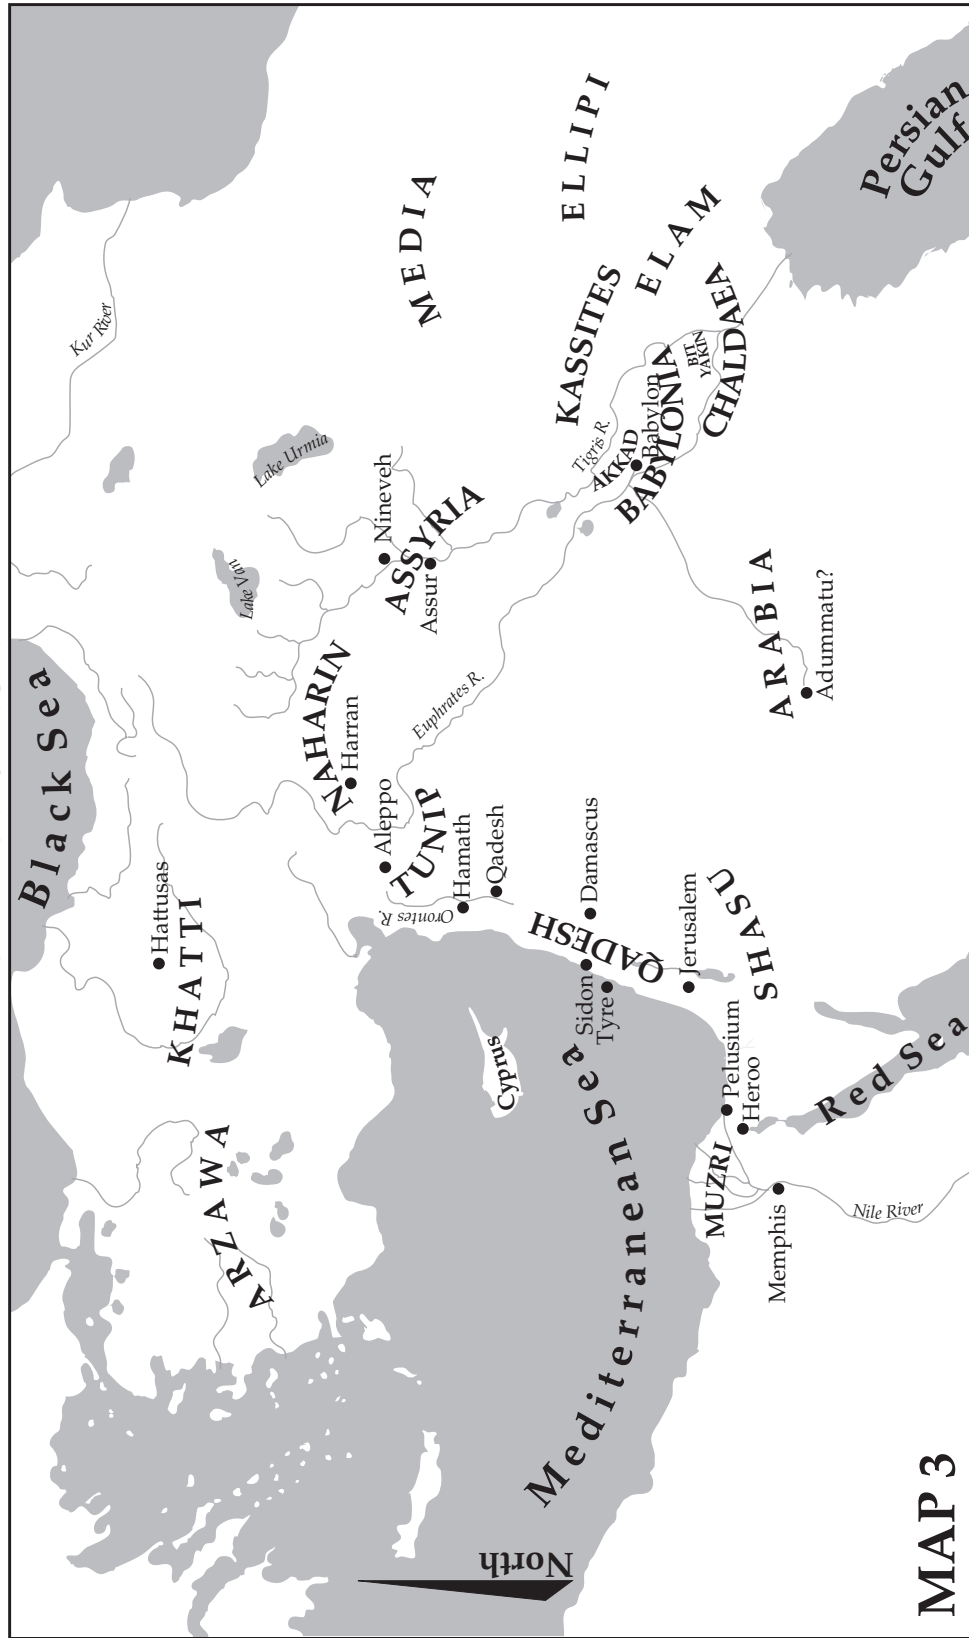 Black Sea
Kur River
Lake Urmia
Lake Van
MEDIA
ELLIPI
KASSITES
ELAM
Persian
Gulf
KHATTI
Hattusas
ARZAWA
NAHARIN
Harran
Nineveh
ASSYRIA
Assur
Tigris R.
AKKAD
Babylon
BABYLONIA
BIT
YAKIN
CHALDAEA
Euphrates R.
Aleppo
TUNIP
Hamath
Orontes R.
Qadesh
QADESH
Damascus
Sidon
Tyre
Cyprus
Mediterranean Sea
Jerusalem
SHASU
ARABIA
Adummatu?
Pelusium
Heroo
MUZRI
Memphis
Nile River
Red Sea
North
MAP 3